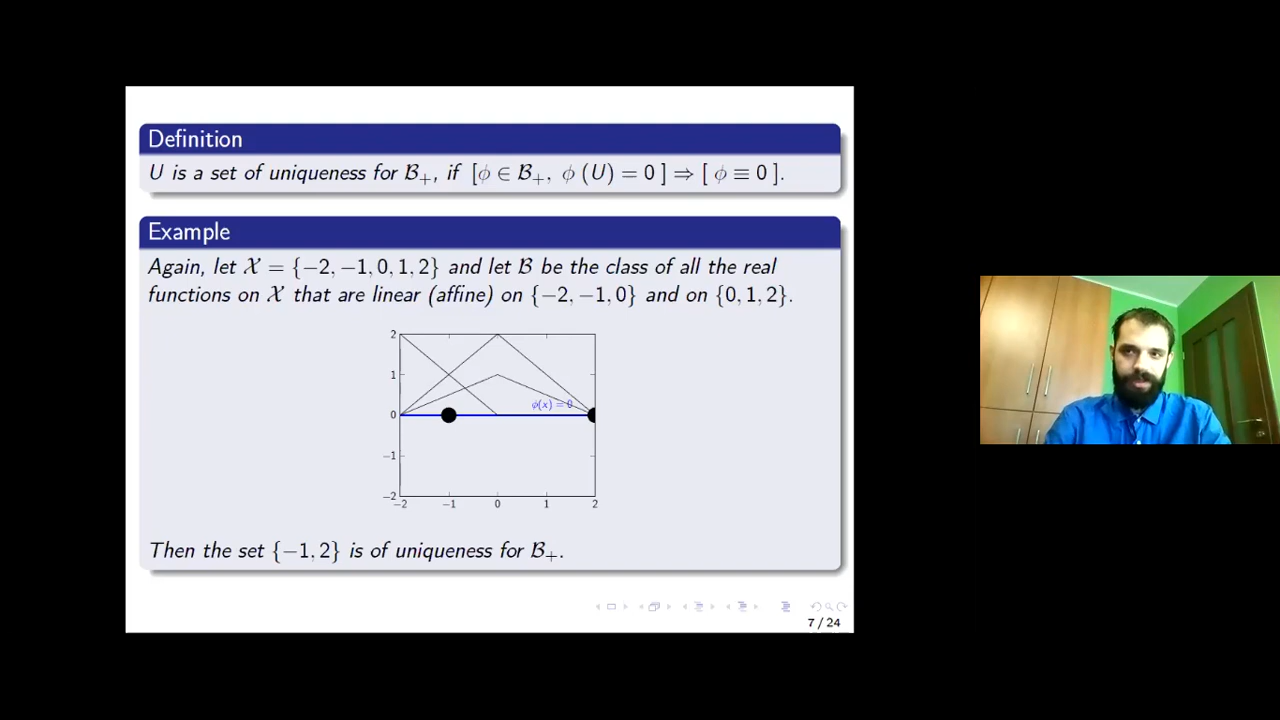 Definition
U is a set of uniqueness for ℬ₊, if [ϕ ∈ ℬ₊, ϕ (U) = 0 ] ⇒ [ ϕ ≡ 0 ].
Example
Again, let 𝒳 = {−2, −1, 0, 1, 2} and let ℬ be the class of all the real
functions on 𝒳 that are linear (affine) on {−2, −1, 0} and on {0, 1, 2}.
2
1
ϕ(x) = 0
0
−1
−2
−2 −1 0 1 2
Then the set {−1, 2} is of uniqueness for ℬ₊.
7 / 24